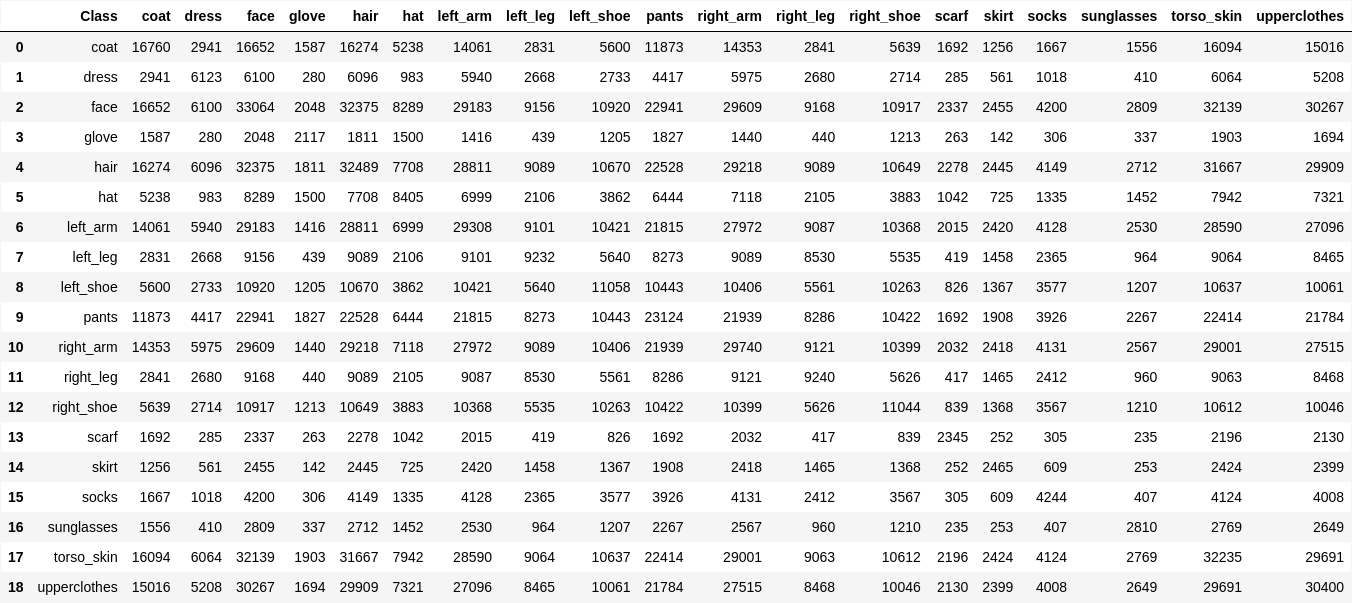 Class coat dress face glove hair hat left_arm left_leg left_shoe pants right_arm right_leg right_shoe scarf skirt socks sunglasses torso_skin upperclothes
0 coat 16760 2941 16652 1587 16274 5238 14061 2831 5600 11873 14353 2841 5639 1692 1256 1667 1556 16094 15016
1 dress 2941 6123 6100 280 6096 983 5940 2668 2733 4417 5975 2680 2714 285 561 1018 410 6064 5208
2 face 16652 6100 33064 2048 32375 8289 29183 9156 10920 22941 29609 9168 10917 2337 2455 4200 2809 32139 30267
3 glove 1587 280 2048 2117 1811 1500 1416 439 1205 1827 1440 440 1213 263 142 306 337 1903 1694
4 hair 16274 6096 32375 1811 32489 7708 28811 9089 10670 22528 29218 9089 10649 2278 2445 4149 2712 31667 29909
5 hat 5238 983 8289 1500 7708 8405 6999 2106 3862 6444 7118 2105 3883 1042 725 1335 1452 7942 7321
6 left_arm 14061 5940 29183 1416 28811 6999 29308 9101 10421 21815 27972 9087 10368 2015 2420 4128 2530 28590 27096
7 left_leg 2831 2668 9156 439 9089 2106 9101 9232 5640 8273 9089 8530 5535 419 1458 2365 964 9064 8465
8 left_shoe 5600 2733 10920 1205 10670 3862 10421 5640 11058 10443 10406 5561 10263 826 1367 3577 1207 10637 10061
9 pants 11873 4417 22941 1827 22528 6444 21815 8273 10443 23124 21939 8286 10422 1692 1908 3926 2267 22414 21784
10 right_arm 14353 5975 29609 1440 29218 7118 27972 9089 10406 21939 29740 9121 10399 2032 2418 4131 2567 29001 27515
11 right_leg 2841 2680 9168 440 9089 2105 9087 8530 5561 8286 9121 9240 5626 417 1465 2412 960 9063 8468
12 right_shoe 5639 2714 10917 1213 10649 3883 10368 5535 10263 10422 10399 5626 11044 839 1368 3567 1210 10612 10046
13 scarf 1692 285 2337 263 2278 1042 2015 419 826 1692 2032 417 839 2345 252 305 235 2196 2130
14 skirt 1256 561 2455 142 2445 725 2420 1458 1367 1908 2418 1465 1368 252 2465 609 253 2424 2399
15 socks 1667 1018 4200 306 4149 1335 4128 2365 3577 3926 4131 2412 3567 305 609 4244 407 4124 4008
16 sunglasses 1556 410 2809 337 2712 1452 2530 964 1207 2267 2567 960 1210 235 253 407 2810 2769 2649
17 torso_skin 16094 6064 32139 1903 31667 7942 28590 9064 10637 22414 29001 9063 10612 2196 2424 4124 2769 32235 29691
18 upperclothes 15016 5208 30267 1694 29909 7321 27096 8465 10061 21784 27515 8468 10046 2130 2399 4008 2649 29691 30400